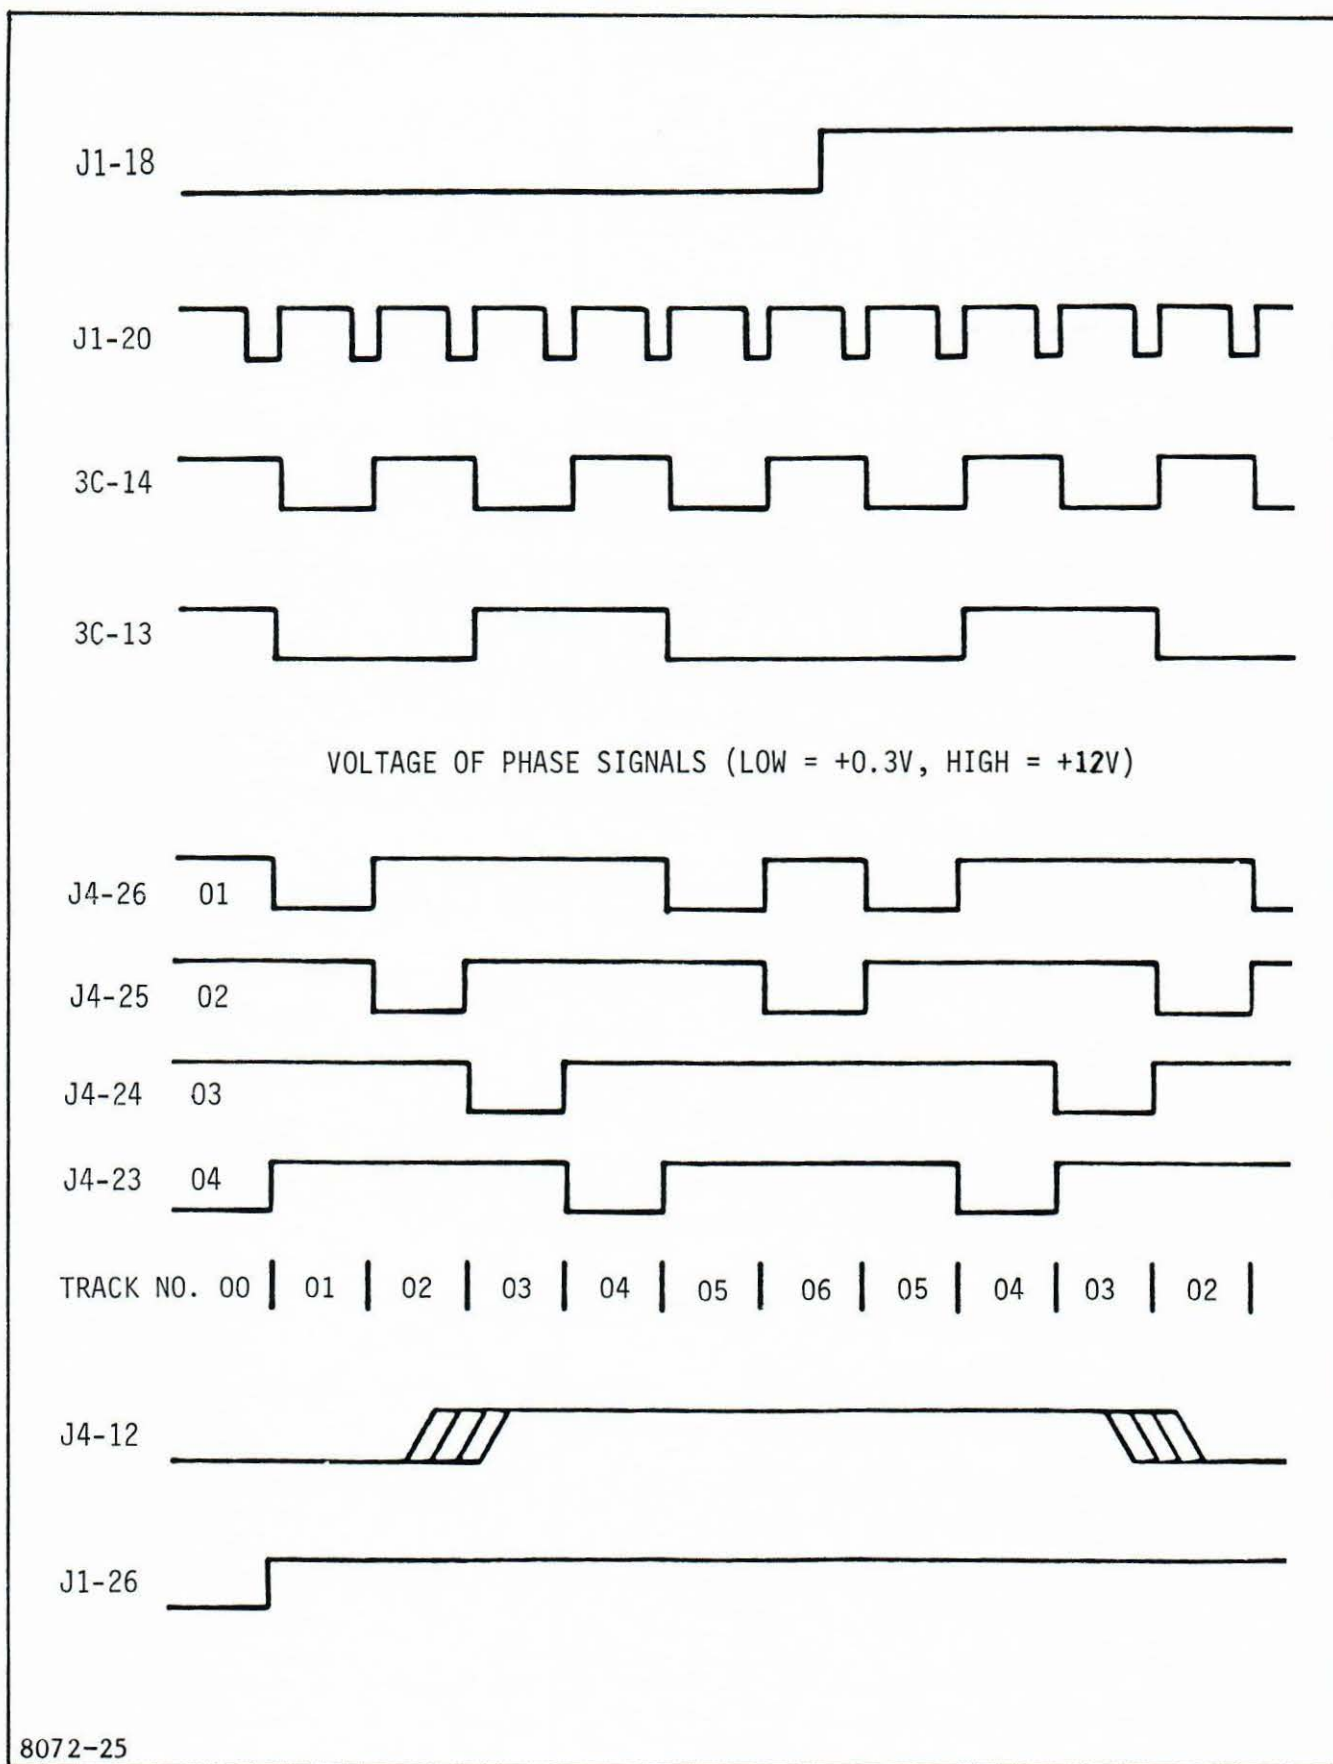 J1-18
J1-20
3C-14
3C-13
VOLTAGE OF PHASE SIGNALS (LOW = +0.3V, HIGH = +12V)
J4-26 01
J4-25 02
J4-24 03
J4-23 04
TRACK NO. 00 | 01 | 02 | 03 | 04 | 05 | 06 | 05 | 04 | 03 | 02 |
J4-12
J1-26
8072-25